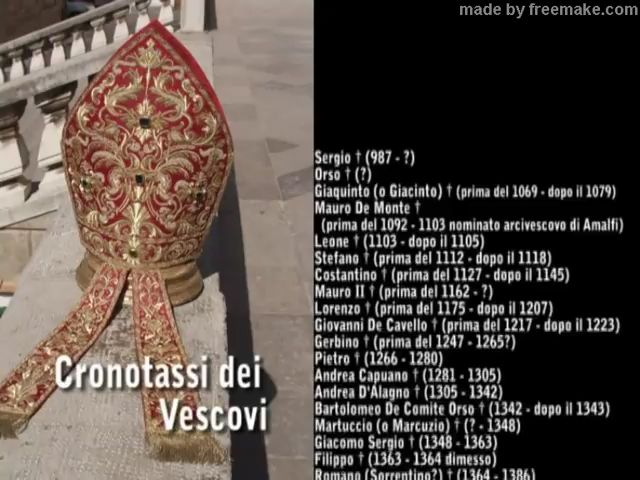 made by freemake.com
Sergio † (987 - ?)
Orso † (?)
Giaquinto (o Giacinto) † (prima del 1069 - dopo il 1079)
Mauro De Monte †
(prima del 1092 - 1103 nominato arcivescovo di Amalfi)
Leone † (1103 - dopo il 1105)
Stefano † (prima del 1112 - dopo il 1118)
Costantino † (prima del 1127 - dopo il 1145)
Mauro II † (prima del 1162 - ?)
Lorenzo † (prima del 1175 - dopo il 1207)
Giovanni De Cavello † (prima del 1217 - dopo il 1223)
Gerbino † (prima del 1247 - 1265?)
Pietro † (1266 - 1280)
Andrea Capuano † (1281 - 1305)
Andrea D'Alagno † (1305 - 1342)
Bartolomeo De Comite Orso † (1342 - dopo il 1343)
Martuccio (o Marcuzio) † (? - 1348)
Giacomo Sergio † (1348 - 1363)
Filippo † (1363 - 1364 dimesso)
Romano (Sorrentino?) † (1364 - 1386)
Cronotassi dei
Vescovi